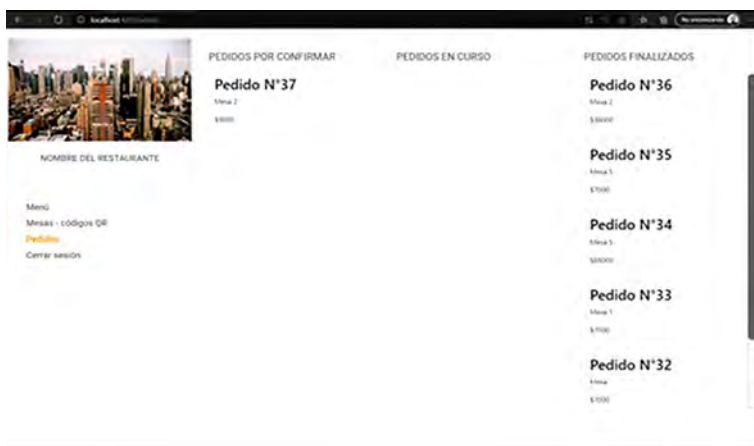 localhost
NOMBRE DEL RESTAURANTE
Menú
Mesas - códigos QR
Pedidos
Cerrar sesión
PEDIDOS POR CONFIRMAR
Pedido N°37
Mesa 2
PEDIDOS EN CURSO
PEDIDOS FINALIZADOS
Pedido N°36
Mesa 2
Pedido N°35
Mesa 5
$7000
Pedido N°34
Mesa 5
Pedido N°33
Mesa 1
Pedido N°32
Mesa
$7000